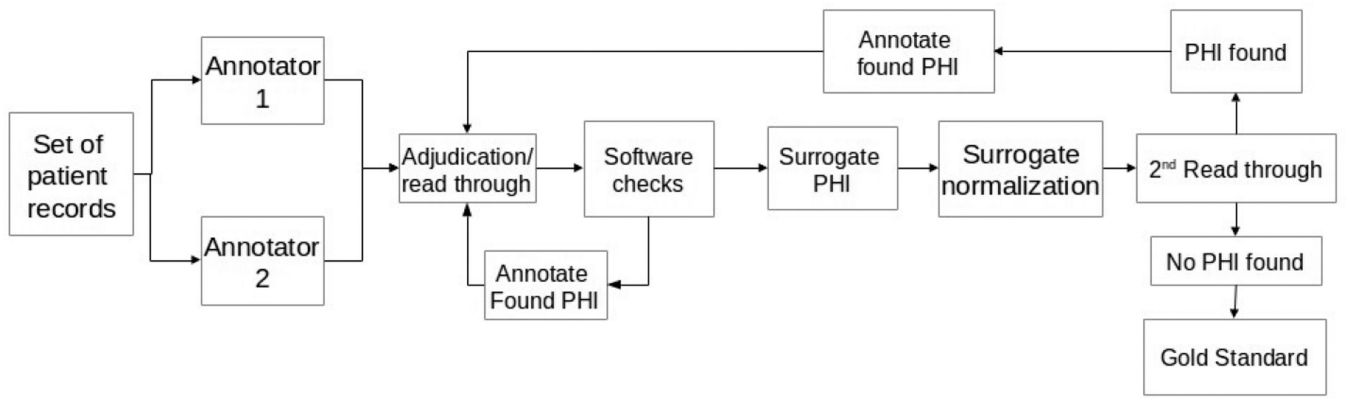 Set of
patient
records
Annotator
1
Annotator
2
Adjudication/
read through
Software
checks
Annotate
Found PHI
Surrogate
PHI
Surrogate
normalization
2nd Read through
PHI found
Annotate
found PHI
No PHI found
Gold Standard